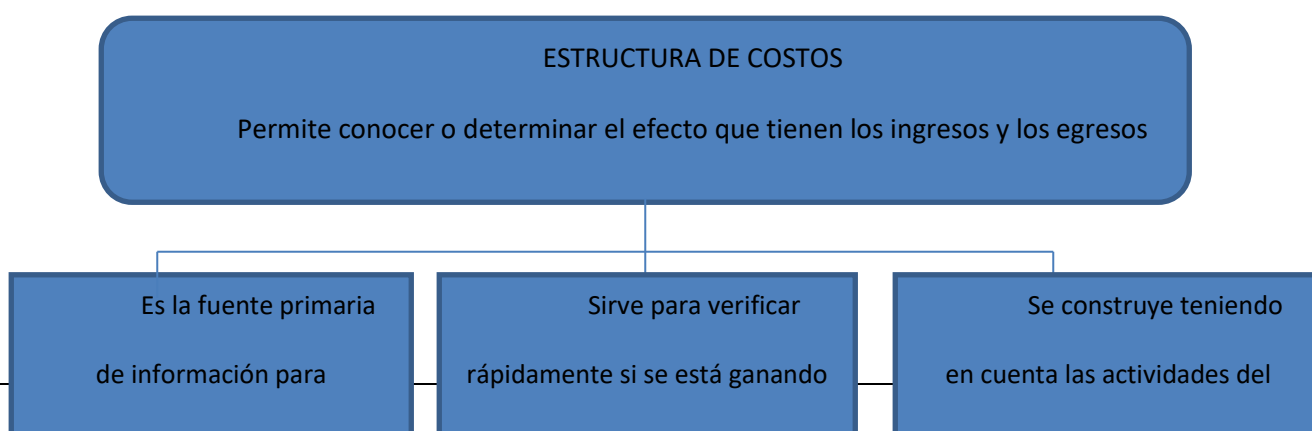 ESTRUCTURA DE COSTOS
Permite conocer o determinar el efecto que tienen los ingresos y los egresos
Es la fuente primaria
de información para
Sirve para verificar
rápidamente si se está ganando
Se construye teniendo
en cuenta las actividades del